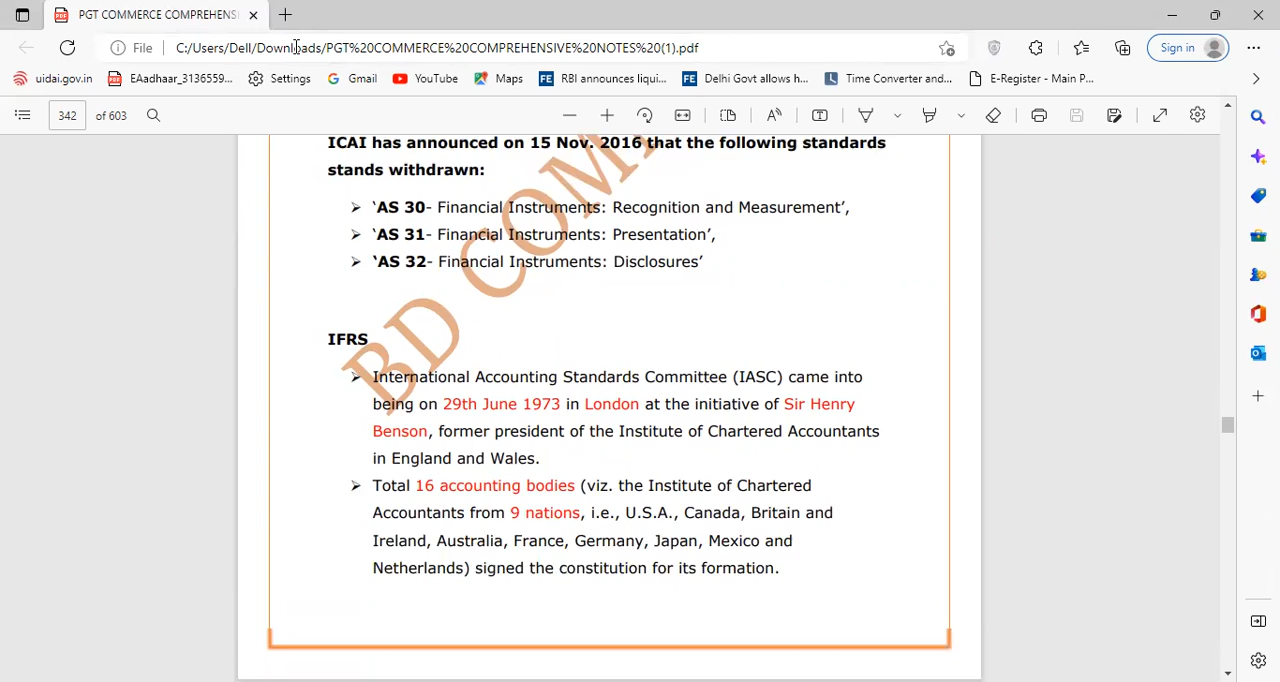 PGT COMMERCE COMPREHENSI
File
C:/Users/Dell/Downloads/PGT%20COMMERCE%20COMPREHENSIVE%20NOTES%20(1).pdf
Sign in
uidai.gov.in
EAadhaar_3136559...
Settings
Gmail
YouTube
Maps
RBI announces liqui...
Delhi Govt allows h...
Time Converter and...
E-Register - Main P...
342 of 603
ICAI has announced on 15 Nov. 2016 that the following standards
stands withdrawn:
➢ ‘AS 30- Financial Instruments: Recognition and Measurement’,
➢ ‘AS 31- Financial Instruments: Presentation’,
➢ ‘AS 32- Financial Instruments: Disclosures’
IFRS
➢ International Accounting Standards Committee (IASC) came into
being on 29th June 1973 in London at the initiative of Sir Henry
Benson, former president of the Institute of Chartered Accountants
in England and Wales.
➢ Total 16 accounting bodies (viz. the Institute of Chartered
Accountants from 9 nations, i.e., U.S.A., Canada, Britain and
Ireland, Australia, France, Germany, Japan, Mexico and
Netherlands) signed the constitution for its formation.
BD COM